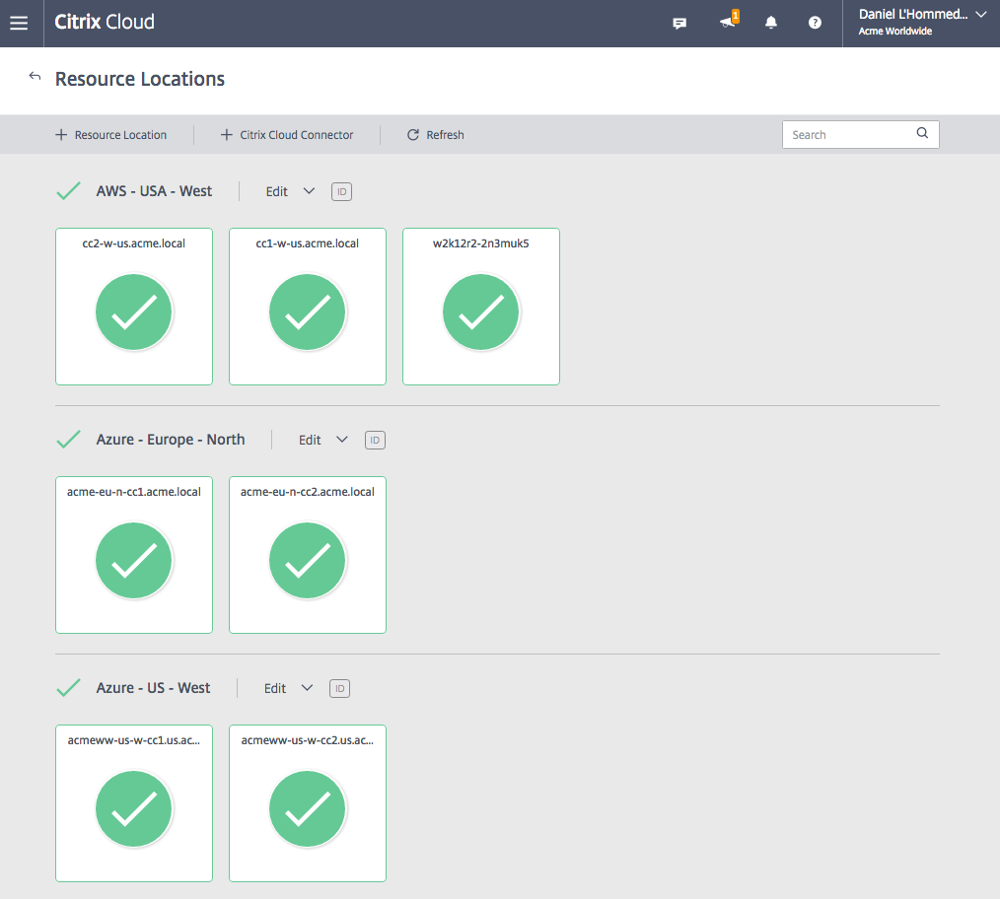 Citrix Cloud
1
Daniel L'Hommed...
Acme Worldwide
Resource Locations
Resource Location
Citrix Cloud Connector
Refresh
Search
AWS - USA - West
Edit
ID
cc2-w-us.acme.local
cc1-w-us.acme.local
w2k12r2-2n3muk5
Azure - Europe - North
Edit
ID
acme-eu-n-cc1.acme.local
acme-eu-n-cc2.acme.local
Azure - US - West
Edit
ID
acmeww-us-w-cc1.us.ac...
acmeww-us-w-cc2.us.ac...